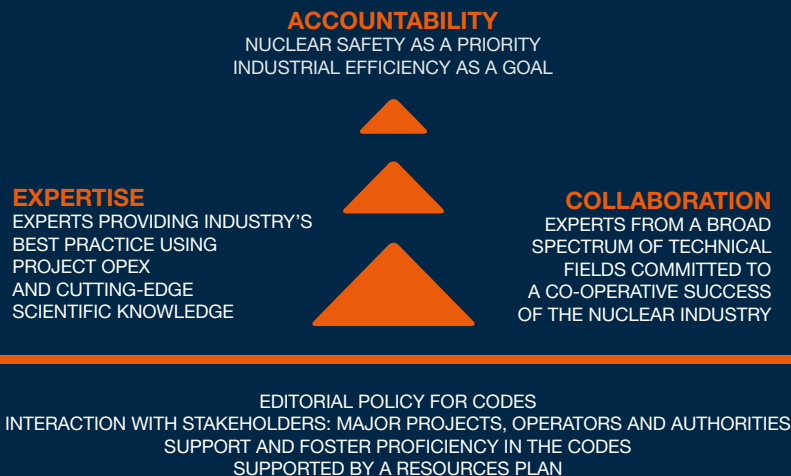 ACCOUNTABILITY
NUCLEAR SAFETY AS A PRIORITY
INDUSTRIAL EFFICIENCY AS A GOAL
EXPERTISE
EXPERTS PROVIDING INDUSTRY'S
BEST PRACTICE USING
PROJECT OPEX
AND CUTTING-EDGE
SCIENTIFIC KNOWLEDGE
COLLABORATION
EXPERTS FROM A BROAD
SPECTRUM OF TECHNICAL
FIELDS COMMITTED TO
A CO-OPERATIVE SUCCESS
OF THE NUCLEAR INDUSTRY
EDITORIAL POLICY FOR CODES
INTERACTION WITH STAKEHOLDERS: MAJOR PROJECTS, OPERATORS AND AUTHORITIES
SUPPORT AND FOSTER PROFICIENCY IN THE CODES
SUPPORTED BY A RESOURCES PLAN